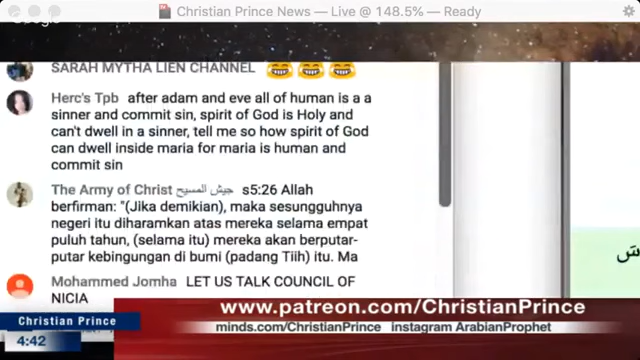 Christian Prince News — Live @ 148.5% — Ready
SARAH MYTHA LIEN CHANNEL
Herc's Tpb after adam and eve all of human is a a
sinner and commit sin, spirit of God is Holy and
can't dwell in a sinner, tell me so how spirit of God
can dwell inside maria for maria is human and
commit sin
The Army of Christ جيش المسيح s5:26 Allah
berfirman: "(Jika demikian), maka sesungguhnya
negeri itu diharamkan atas mereka selama empat
puluh tahun, (selama itu) mereka akan berputar-
putar kebingungan di bumi (padang Tiih) itu. Ma
Mohammed Jomha LET US TALK COUNCIL OF
NICIA
www.patreon.com/ChristianPrince
minds.com/ChristianPrince instagram ArabianProphet
Christian Prince
4:42